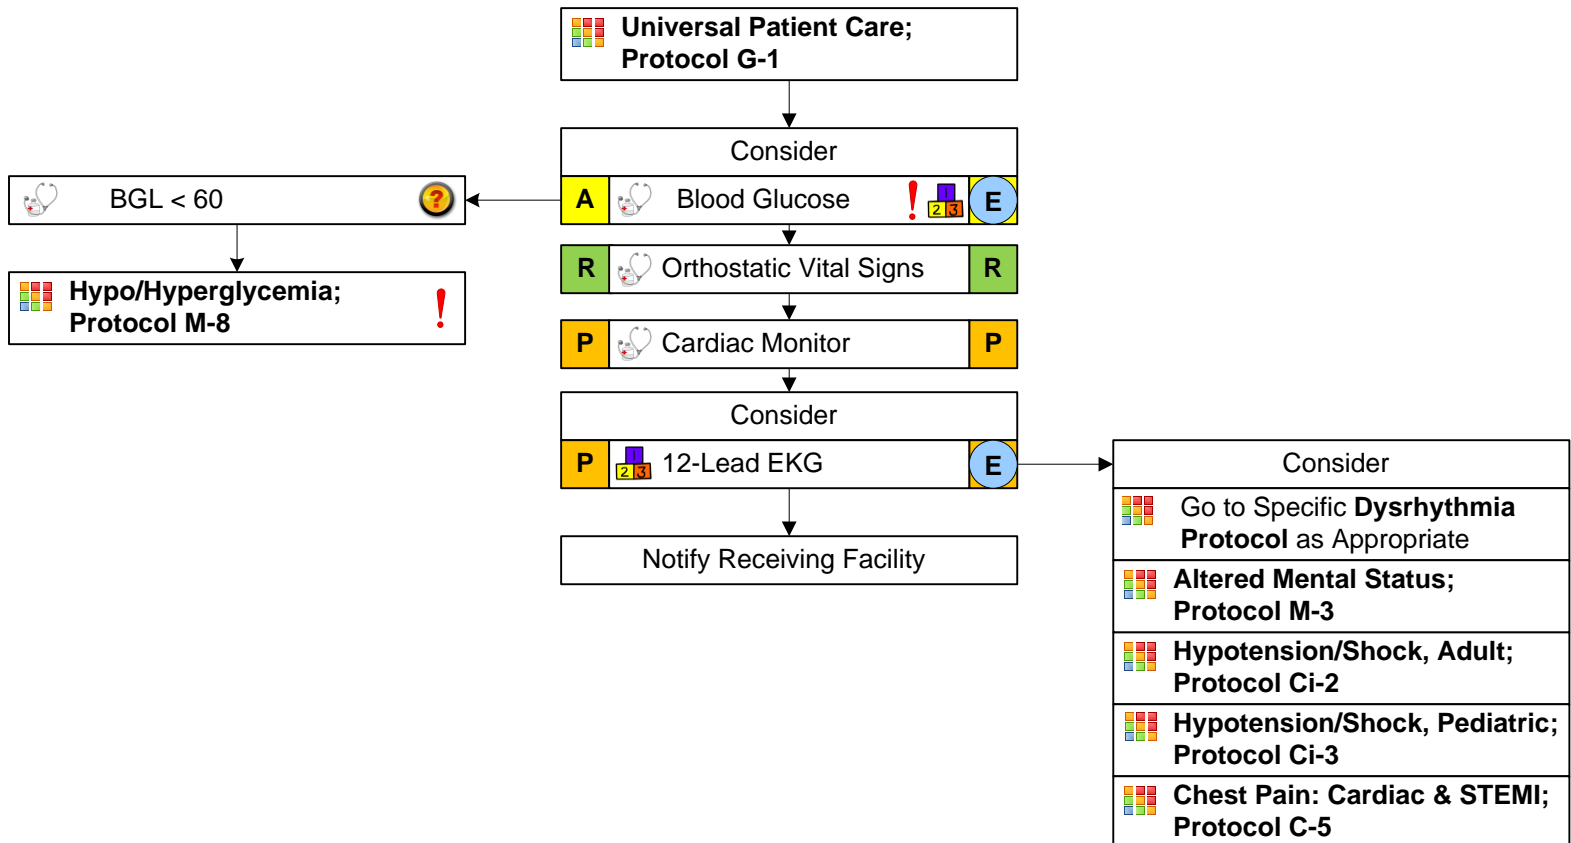 Universal Patient Care;
Protocol G-1
Consider
A Blood Glucose ! 1 2 3 E
BGL < 60 ?
Hypo/Hyperglycemia;
Protocol M-8 !
R Orthostatic Vital Signs R
P Cardiac Monitor P
Consider
P 1 2 3 12-Lead EKG E
Notify Receiving Facility
Consider
Go to Specific Dysrhythmia
Protocol as Appropriate
Altered Mental Status;
Protocol M-3
Hypotension/Shock, Adult;
Protocol Ci-2
Hypotension/Shock, Pediatric;
Protocol Ci-3
Chest Pain: Cardiac & STEMI;
Protocol C-5